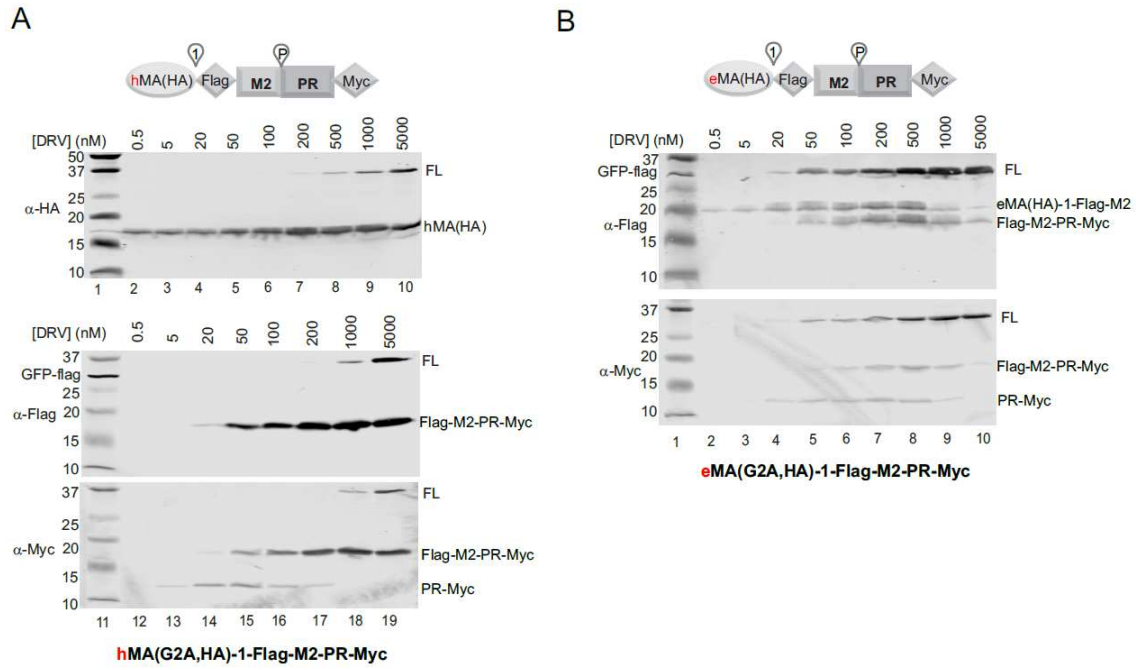 A
1 P
hMA(HA) Flag M2 PR Myc
[DRV] (nM) 0.5 5 20 50 100 200 500 1000 5000
50
37 FL
25
α-HA
20
hMA(HA)
15
10
1 2 3 4 5 6 7 8 9 10
[DRV] (nM) 0.5 5 20 50 100 200 1000 5000
37 FL
GFP-flag
25
α-Flag 20
Flag-M2-PR-Myc
15
10
37 FL
25
α-Myc 20 Flag-M2-PR-Myc
15
PR-Myc
10
11 12 13 14 15 16 17 18 19
hMA(G2A,HA)-1-Flag-M2-PR-Myc
B
1 P
eMA(HA) Flag M2 PR Myc
[DRV] (nM) 0.5 5 20 50 100 200 500 1000 5000
37
GFP-flag FL
25
20 eMA(HA)-1-Flag-M2
α-Flag Flag-M2-PR-Myc
15
10
37
FL
25
20
α-Myc Flag-M2-PR-Myc
15
PR-Myc
10
1 2 3 4 5 6 7 8 9 10
eMA(G2A,HA)-1-Flag-M2-PR-Myc